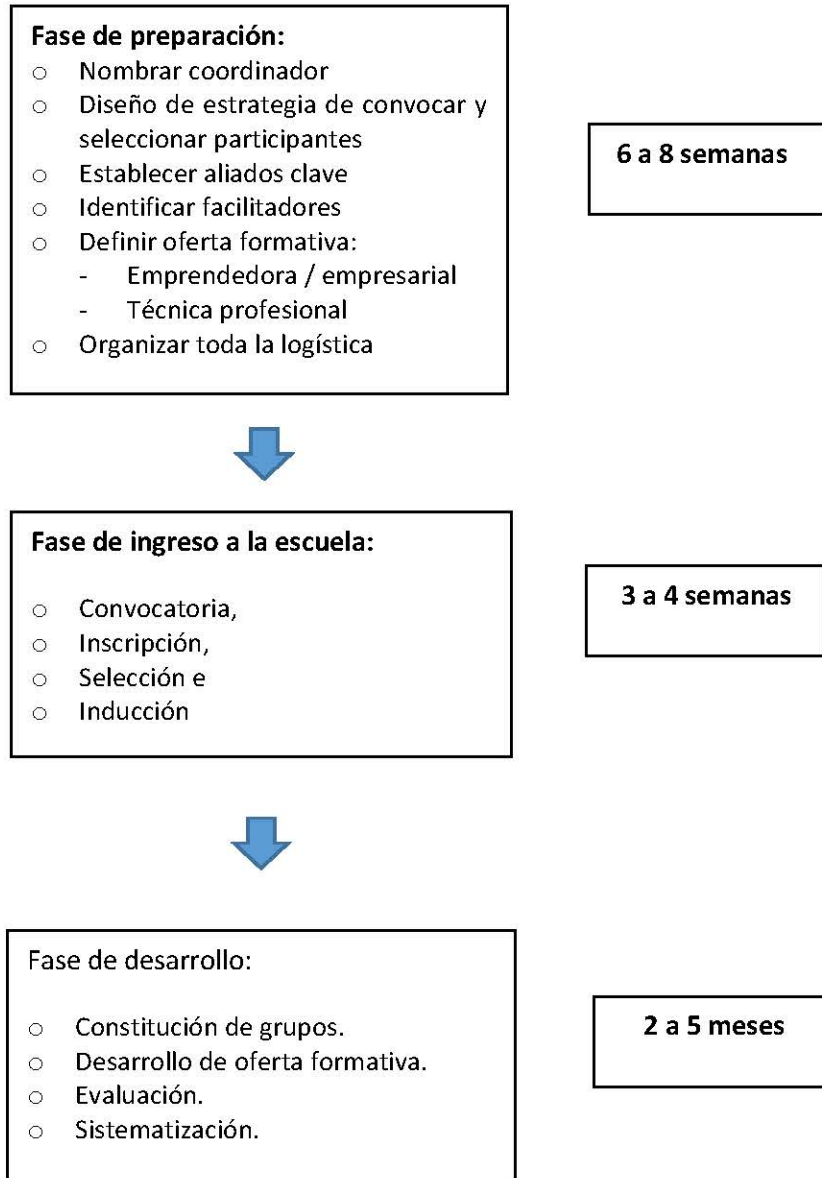 Fase de preparación:
○ Nombrar coordinador
○ Diseño de estrategia de convocar y
seleccionar participantes
○ Establecer aliados clave
○ Identificar facilitadores
○ Definir oferta formativa:
- Emprendedora / empresarial
- Técnica profesional
○ Organizar toda la logística
6 a 8 semanas
Fase de ingreso a la escuela:
○ Convocatoria,
○ Inscripción,
○ Selección e
○ Inducción
3 a 4 semanas
Fase de desarrollo:
○ Constitución de grupos.
○ Desarrollo de oferta formativa.
○ Evaluación.
○ Sistematización.
2 a 5 meses